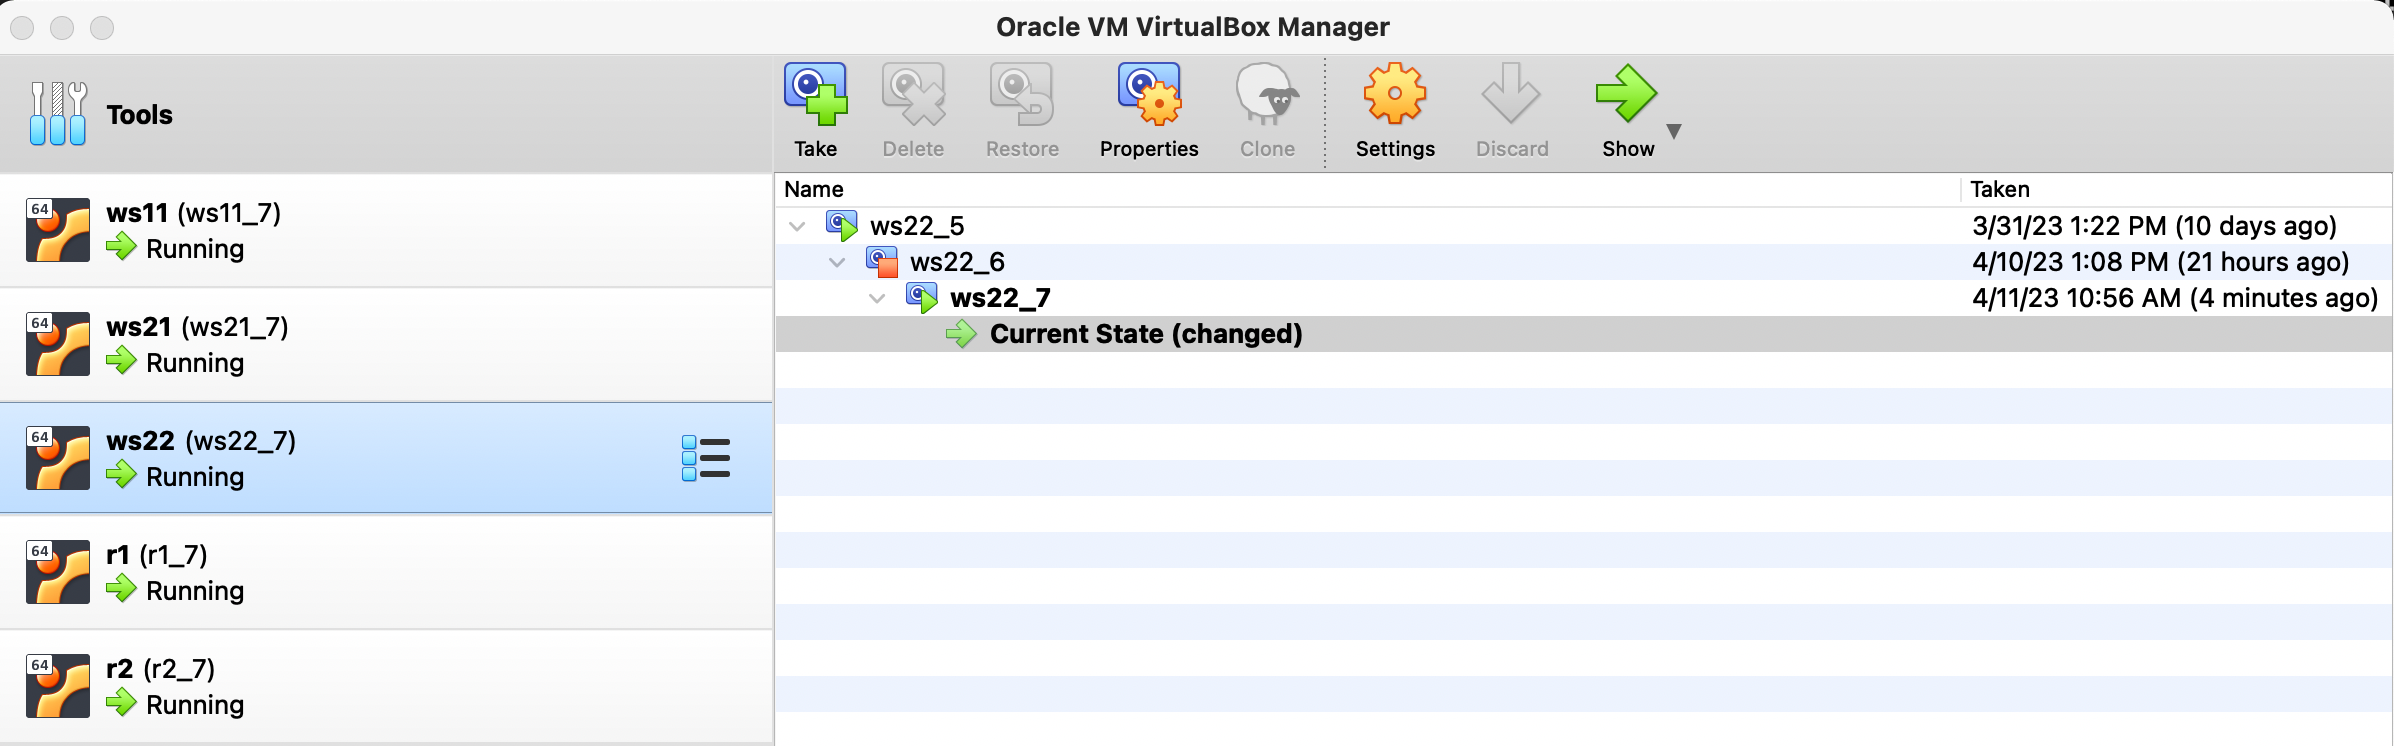 Oracle VM VirtualBox Manager
Tools
Take
Delete
Restore
Properties
Clone
Settings
Discard
Show
64
ws11 (ws11_7)
Running
64
ws21 (ws21_7)
Running
64
ws22 (ws22_7)
Running
64
r1 (r1_7)
Running
64
r2 (r2_7)
Running
Name Taken
ws22_5 3/31/23 1:22 PM (10 days ago)
ws22_6 4/10/23 1:08 PM (21 hours ago)
ws22_7 4/11/23 10:56 AM (4 minutes ago)
Current State (changed)